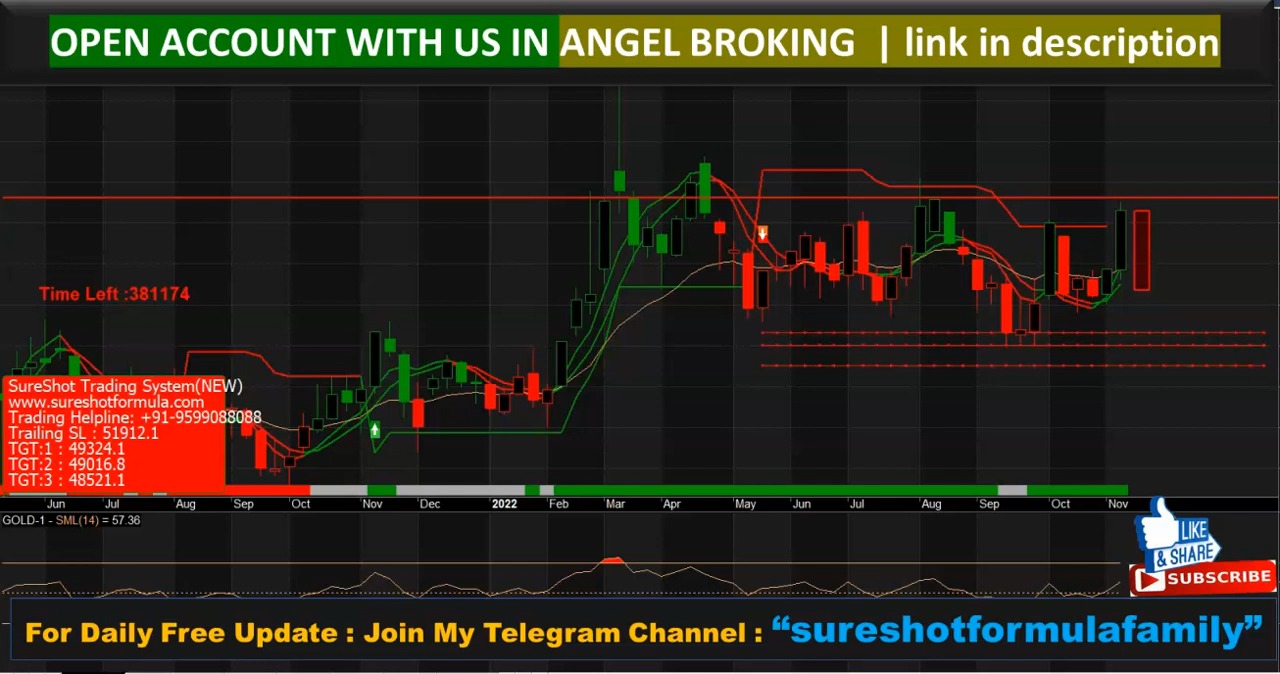 OPEN ACCOUNT WITH US IN ANGEL BROKING | link in description
Time Left :381174
SureShot Trading System(NEW)
www.sureshotformula.com
Trading Helpline: +91-9599088088
Trailing SL : 51912.1
TGT:1 : 49324.1
TGT:2 : 49016.8
TGT:3 : 48521.1
Jun Jul Aug Sep Oct Nov Dec 2022 Feb Mar Apr May Jun Jul Aug Sep Oct Nov
GOLD-1 - SML(14) = 57.36
LIKE
& SHARE
SUBSCRIBE
For Daily Free Update : Join My Telegram Channel : “sureshotformulafamily”